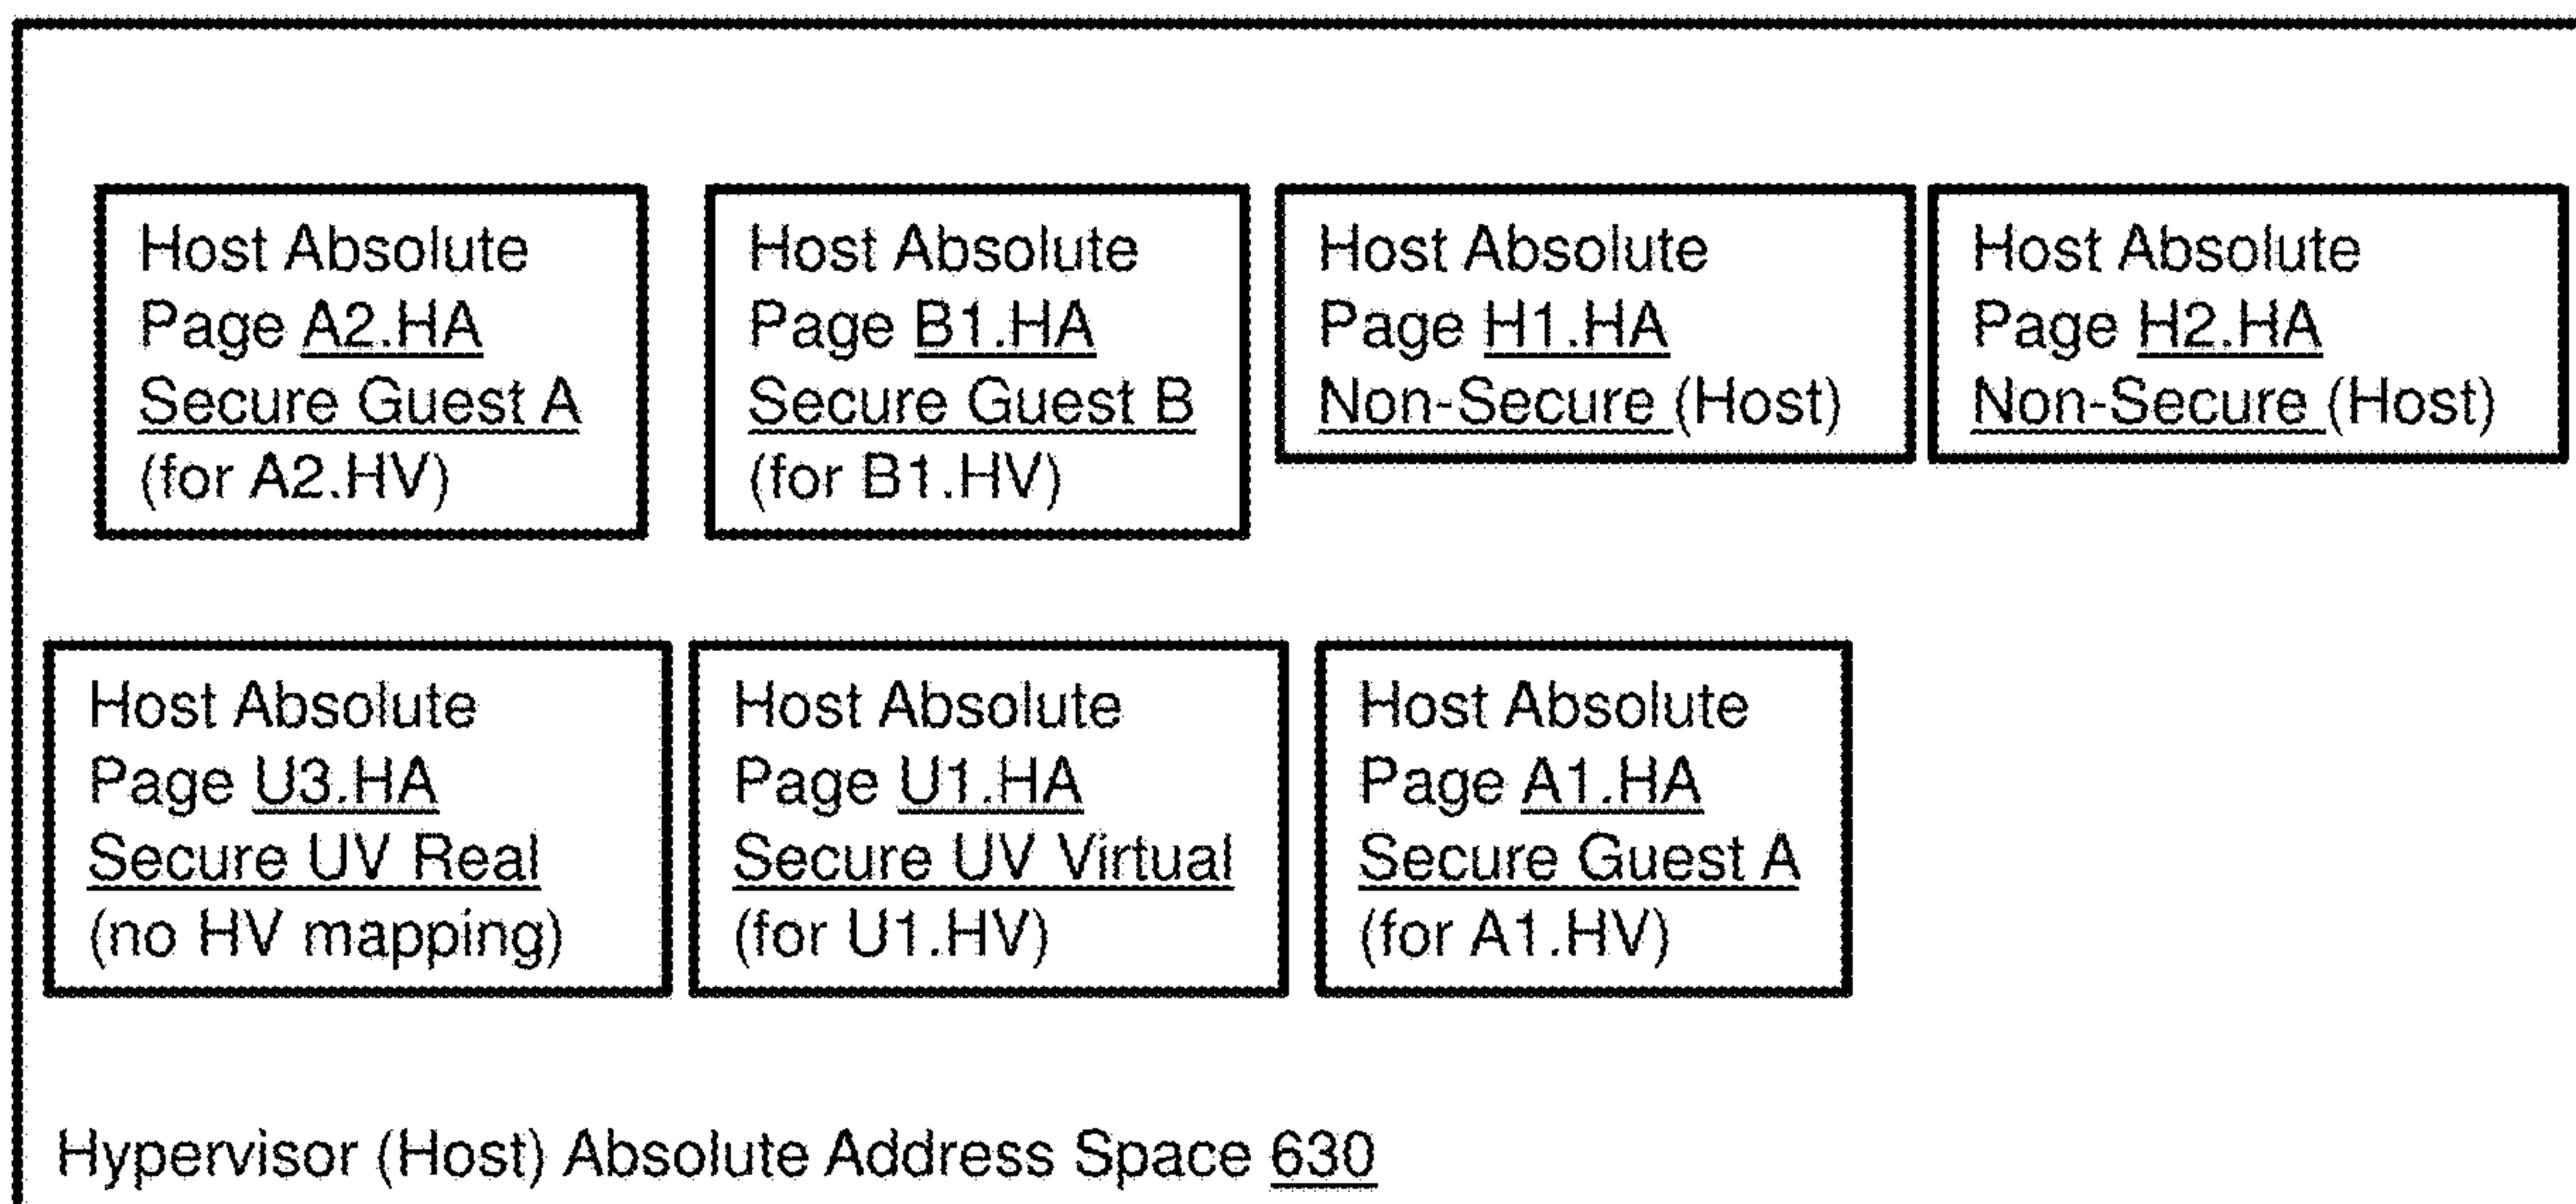 Host Absolute
Page A2.HA
Secure Guest A
(for A2.HV)
Host Absolute
Page B1.HA
Secure Guest B
(for B1.HV)
Host Absolute
Page H1.HA
Non-Secure (Host)
Host Absolute
Page H2.HA
Non-Secure (Host)
Host Absolute
Page U3.HA
Secure UV Real
(no HV mapping)
Host Absolute
Page U1.HA
Secure UV Virtual
(for U1.HV)
Host Absolute
Page A1.HA
Secure Guest A
(for A1.HV)
Hypervisor (Host) Absolute Address Space 630